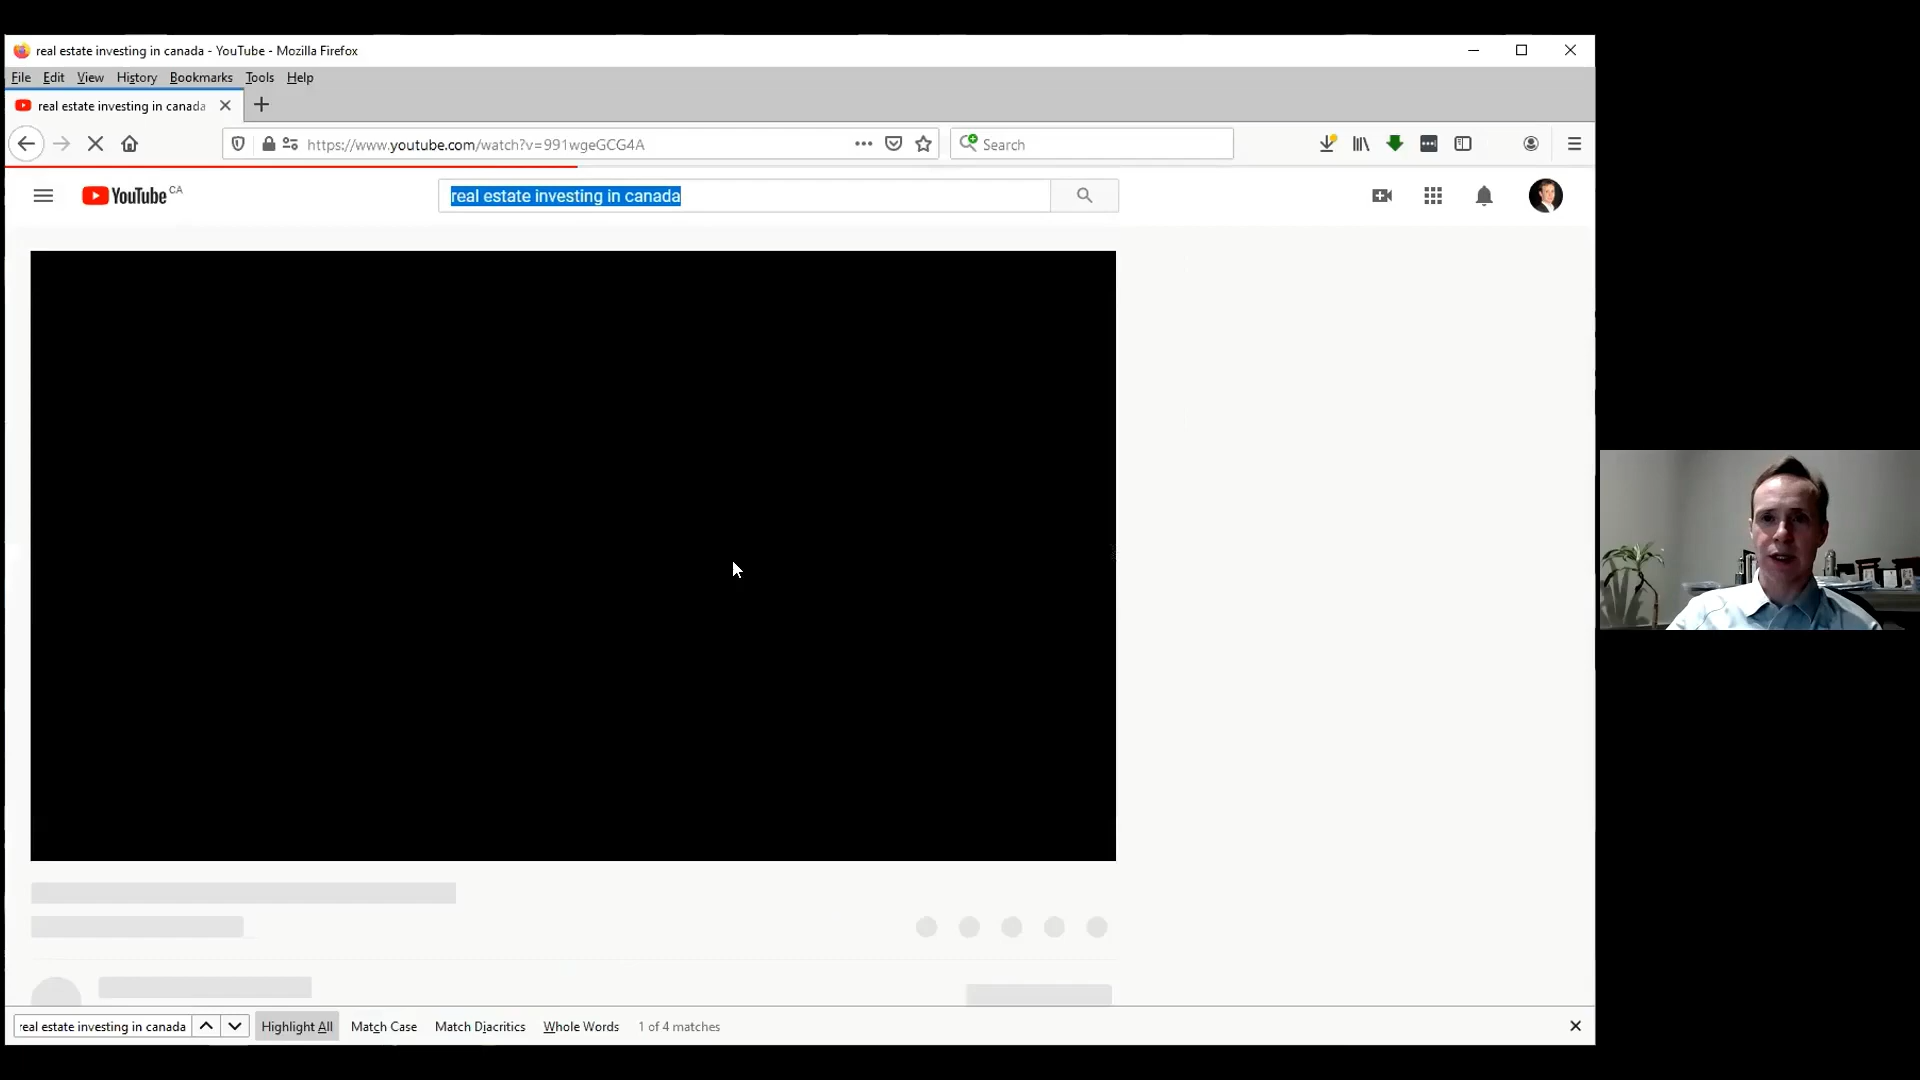 real estate investing in canada - YouTube - Mozilla Firefox
File Edit View History Bookmarks Tools Help
real estate investing in canada
https://www.youtube.com/watch?v=991wgeGCG4A
Search
YouTube CA
real estate investing in canada
real estate investing in canada
Highlight All Match Case Match Diacritics Whole Words 1 of 4 matches